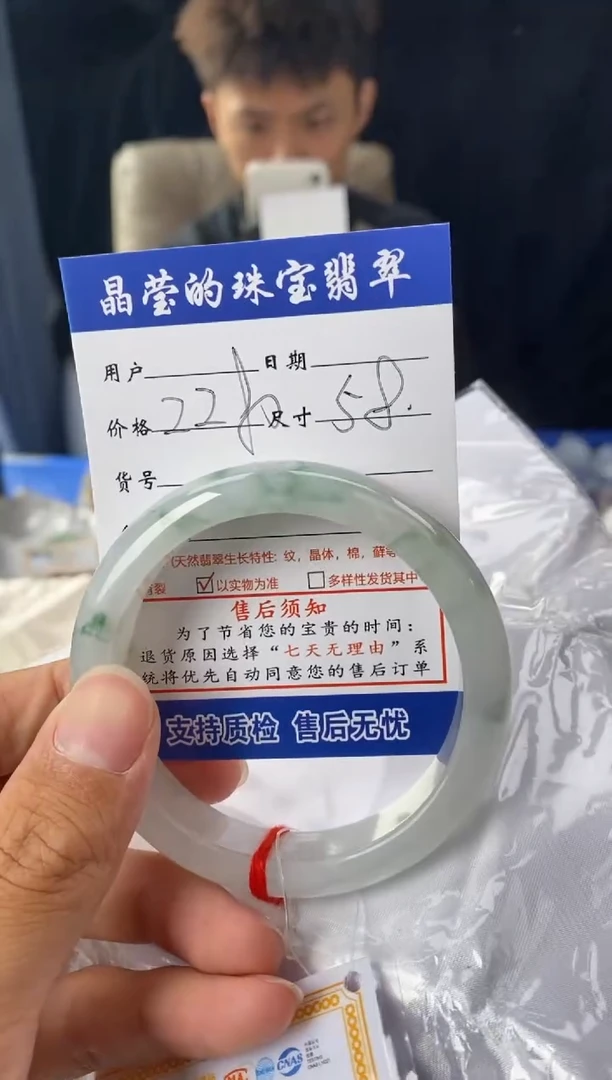 晶莹的珠宝翡翠
用户 日期
价格 尺寸 58.
货号
(天然翡翠生长特性: 纹, 晶体, 棉, 藓
裂 ☑以实物为准 ☐多样性发货其中
售后须知
为了节省您的宝贵的时间:
退货原因选择“七天无理由”系
统将优先自动同意您的售后订单
支持质检 售后无忧
CNAS